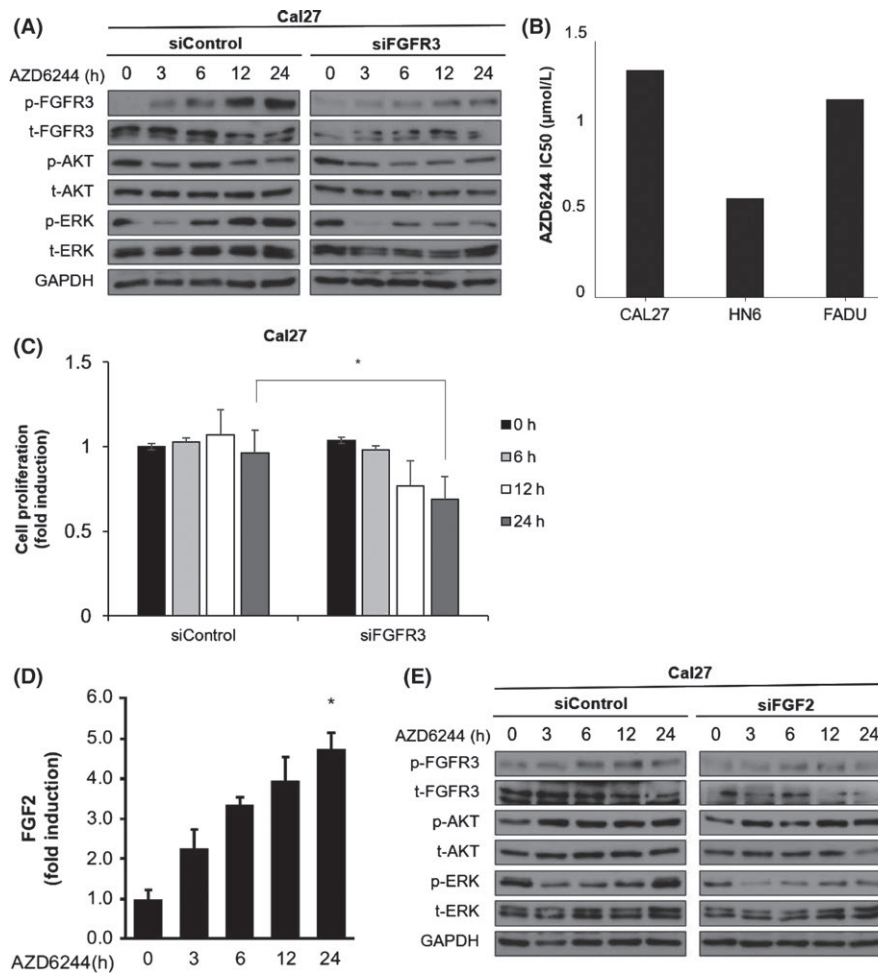 (A)
Cal27
siControl siFGFR3
AZD6244 (h) 0 3 6 12 24 0 3 6 12 24
p-FGFR3
t-FGFR3
p-AKT
t-AKT
p-ERK
t-ERK
GAPDH
(B)
AZD6244 IC50 (µmol/L)
1.5
1
0.5
0
CAL27 HN6 FADU
(C)
Cal27
Cell proliferation
(fold induction)
1.5
1
0.5
0
*
siControl siFGFR3
0 h
6 h
12 h
24 h
(D)
FGF2
(fold induction)
6.0
5.0
4.0
3.0
2.0
1.0
0.0
*
AZD6244(h) 0 3 6 12 24
(E)
Cal27
siControl siFGF2
AZD6244 (h) 0 3 6 12 24 0 3 6 12 24
p-FGFR3
t-FGFR3
p-AKT
t-AKT
p-ERK
t-ERK
GAPDH